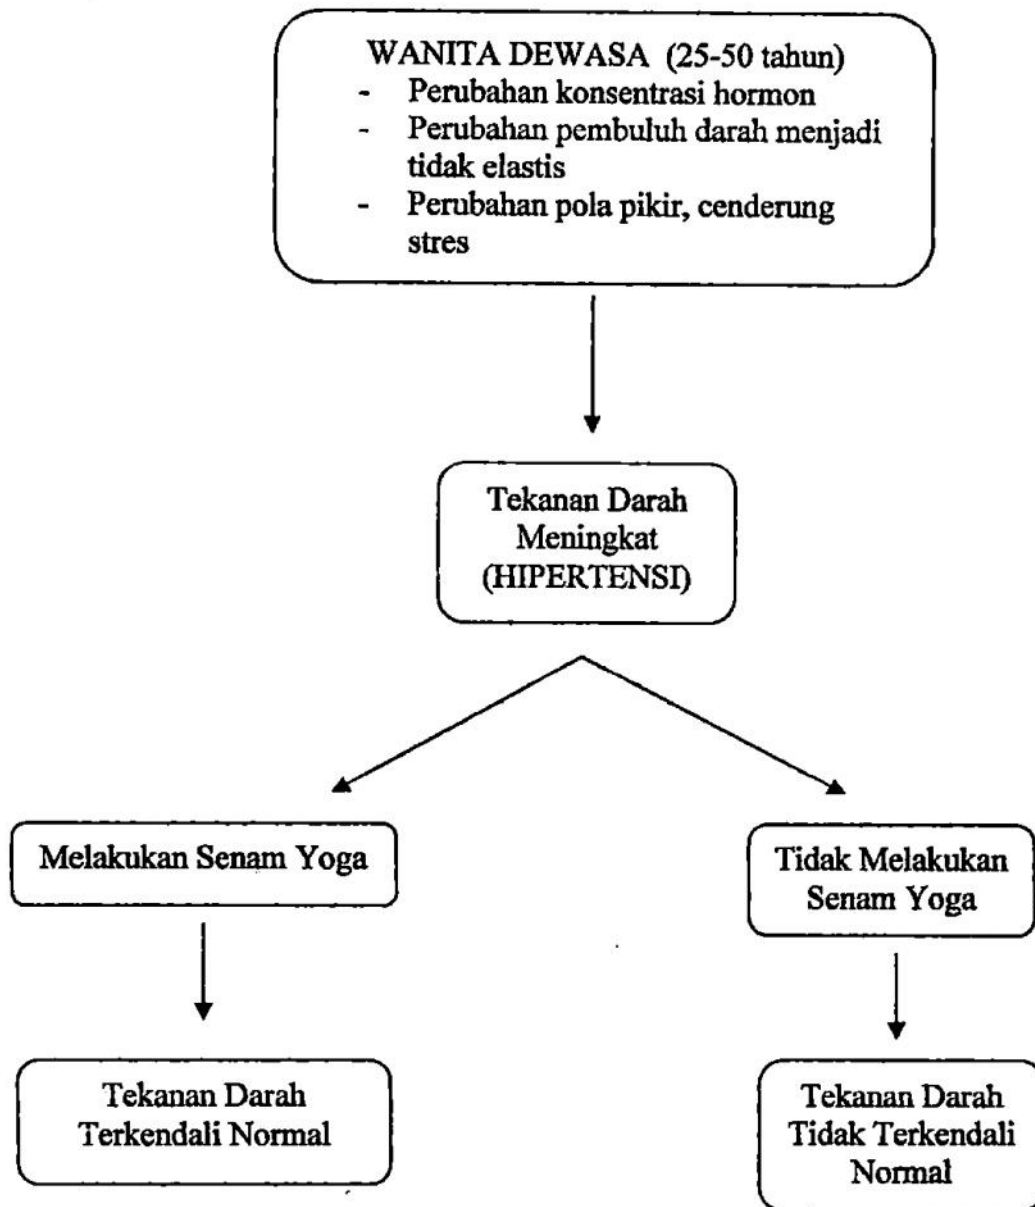 WANITA DEWASA (25-50 tahun)
- Perubahan konsentrasi hormon
- Perubahan pembuluh darah menjadi
tidak elastis
- Perubahan pola pikir, cenderung
stres
Tekanan Darah
Meningkat
(HIPERTENSI)
Melakukan Senam Yoga
Tidak Melakukan
Senam Yoga
Tekanan Darah
Terkendali Normal
Tekanan Darah
Tidak Terkendali
Normal